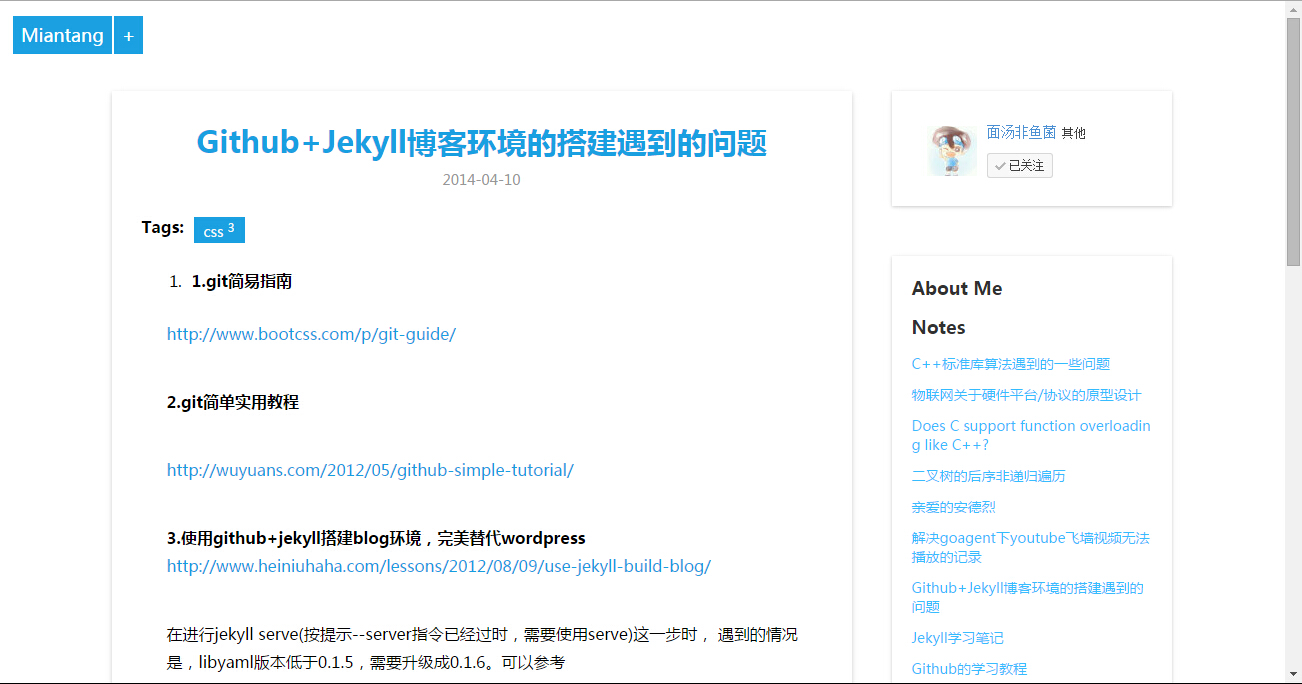 Miantang +
Github+Jekyll博客环境的搭建遇到的问题
2014-04-10
Tags: css 3
1. 1.git简易指南
http://www.bootcss.com/p/git-guide/
2.git简单实用教程
http://wuyuans.com/2012/05/github-simple-tutorial/
3.使用github+jekyll搭建blog环境，完美替代wordpress
http://www.heiniuhaha.com/lessons/2012/08/09/use-jekyll-build-blog/
在进行jekyll serve(按提示--server指令已经过时，需要使用serve)这一步时， 遇到的情况
是，libyaml版本低于0.1.5，需要升级成0.1.6。可以参考
面汤非鱼菌 其他
已关注
About Me
Notes
C++标准库算法遇到的一些问题
物联网关于硬件平台/协议的原型设计
Does C support function overloadin
g like C++?
二叉树的后序非递归遍历
亲爱的安德烈
解决goagent下youtube飞墙视频无法
播放的记录
Github+Jekyll博客环境的搭建遇到的
问题
Jekyll学习笔记
Github的学习教程